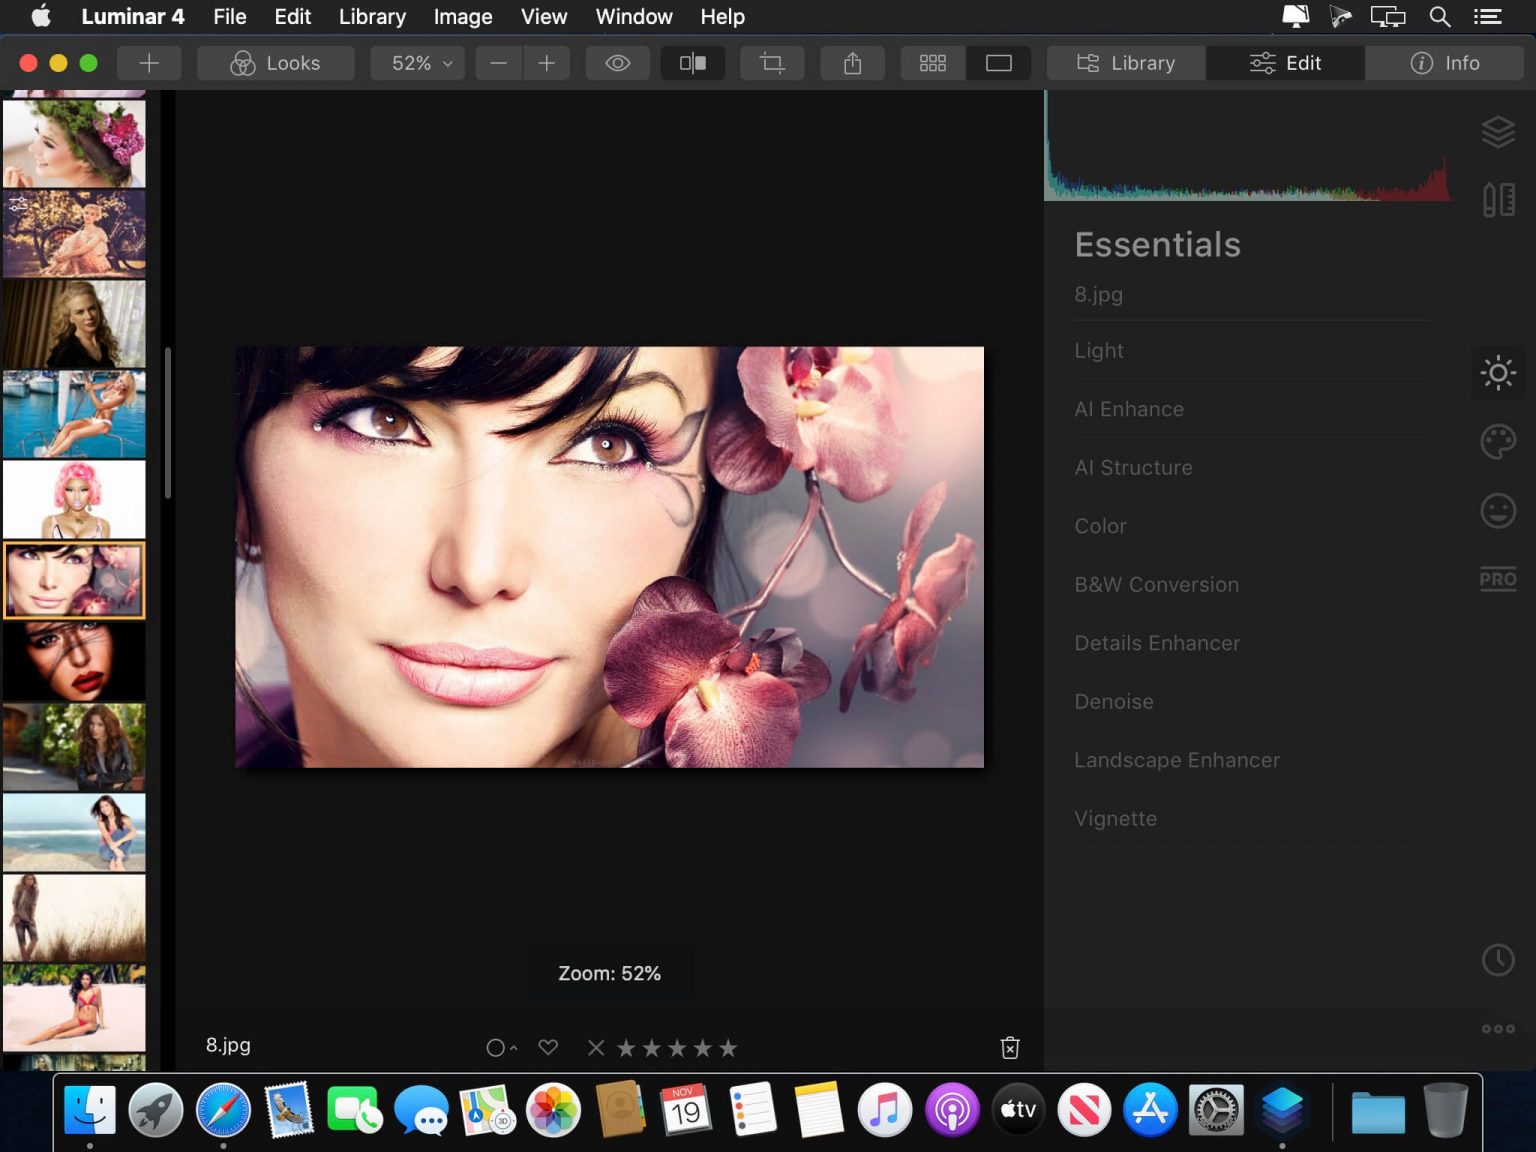 Luminar 4 File Edit Library Image View Window Help
Looks 52% Library Edit Info
Essentials
8.jpg
Light
AI Enhance
AI Structure
Color
B&W Conversion
PRO
Details Enhancer
Denoise
Landscape Enhancer
Vignette
Zoom: 52%
8.jpg
NOV
19
3D
tv